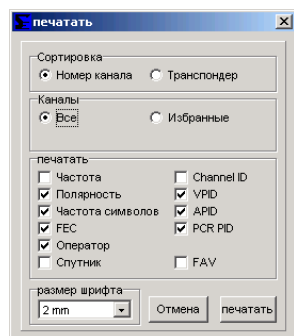 печатать
Сортировка
Номер канала Транспондер
Каналы
Все Избранные
печатать
Частота Channel ID
Полярность VPID
Частота символов APID
FEC PCR PID
Оператор
Спутник FAV
размер шрифта
2 mm Отмена печатать